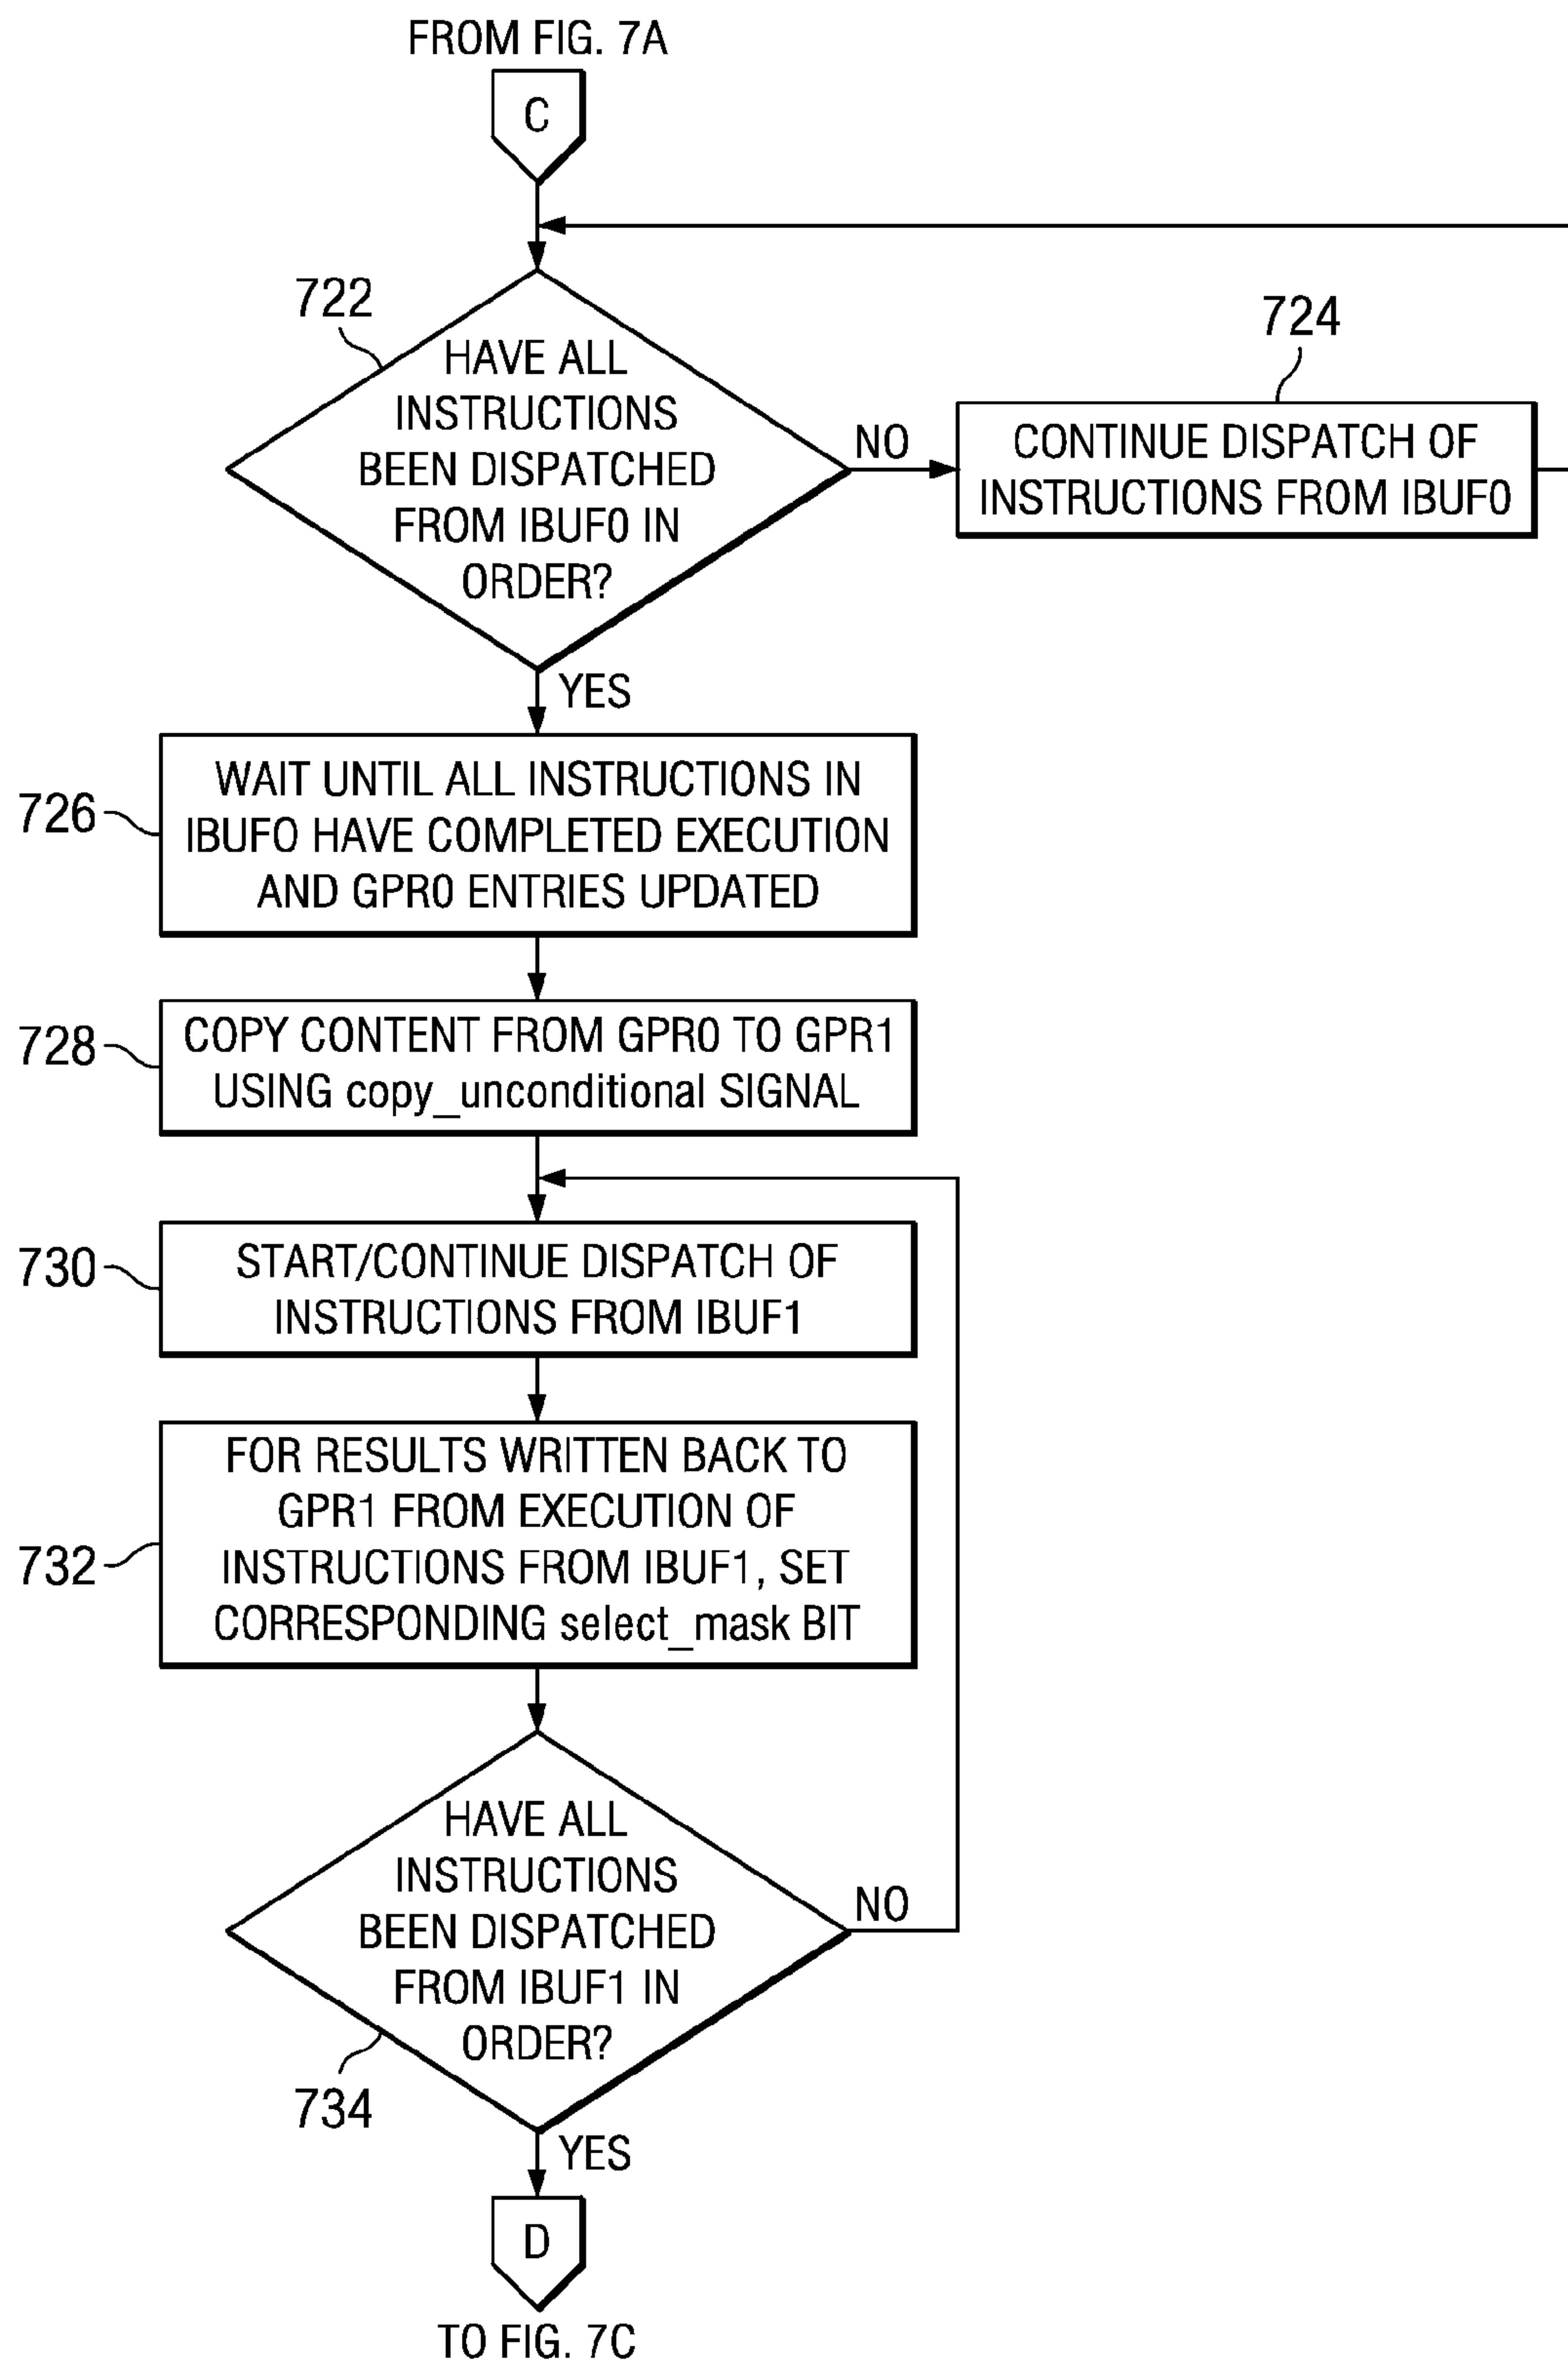 FROM FIG. 7A
C
722
HAVE ALL
INSTRUCTIONS
BEEN DISPATCHED
FROM IBUF0 IN
ORDER?
NO
724
CONTINUE DISPATCH OF
INSTRUCTIONS FROM IBUF0
YES
726
WAIT UNTIL ALL INSTRUCTIONS IN
IBUFO HAVE COMPLETED EXECUTION
AND GPR0 ENTRIES UPDATED
728
COPY CONTENT FROM GPR0 TO GPR1
USING copy_unconditional SIGNAL
730
START/CONTINUE DISPATCH OF
INSTRUCTIONS FROM IBUF1
732
FOR RESULTS WRITTEN BACK TO
GPR1 FROM EXECUTION OF
INSTRUCTIONS FROM IBUF1, SET
CORRESPONDING select_mask BIT
HAVE ALL
INSTRUCTIONS
BEEN DISPATCHED
FROM IBUF1 IN
ORDER?
NO
734
YES
D
TO FIG. 7C